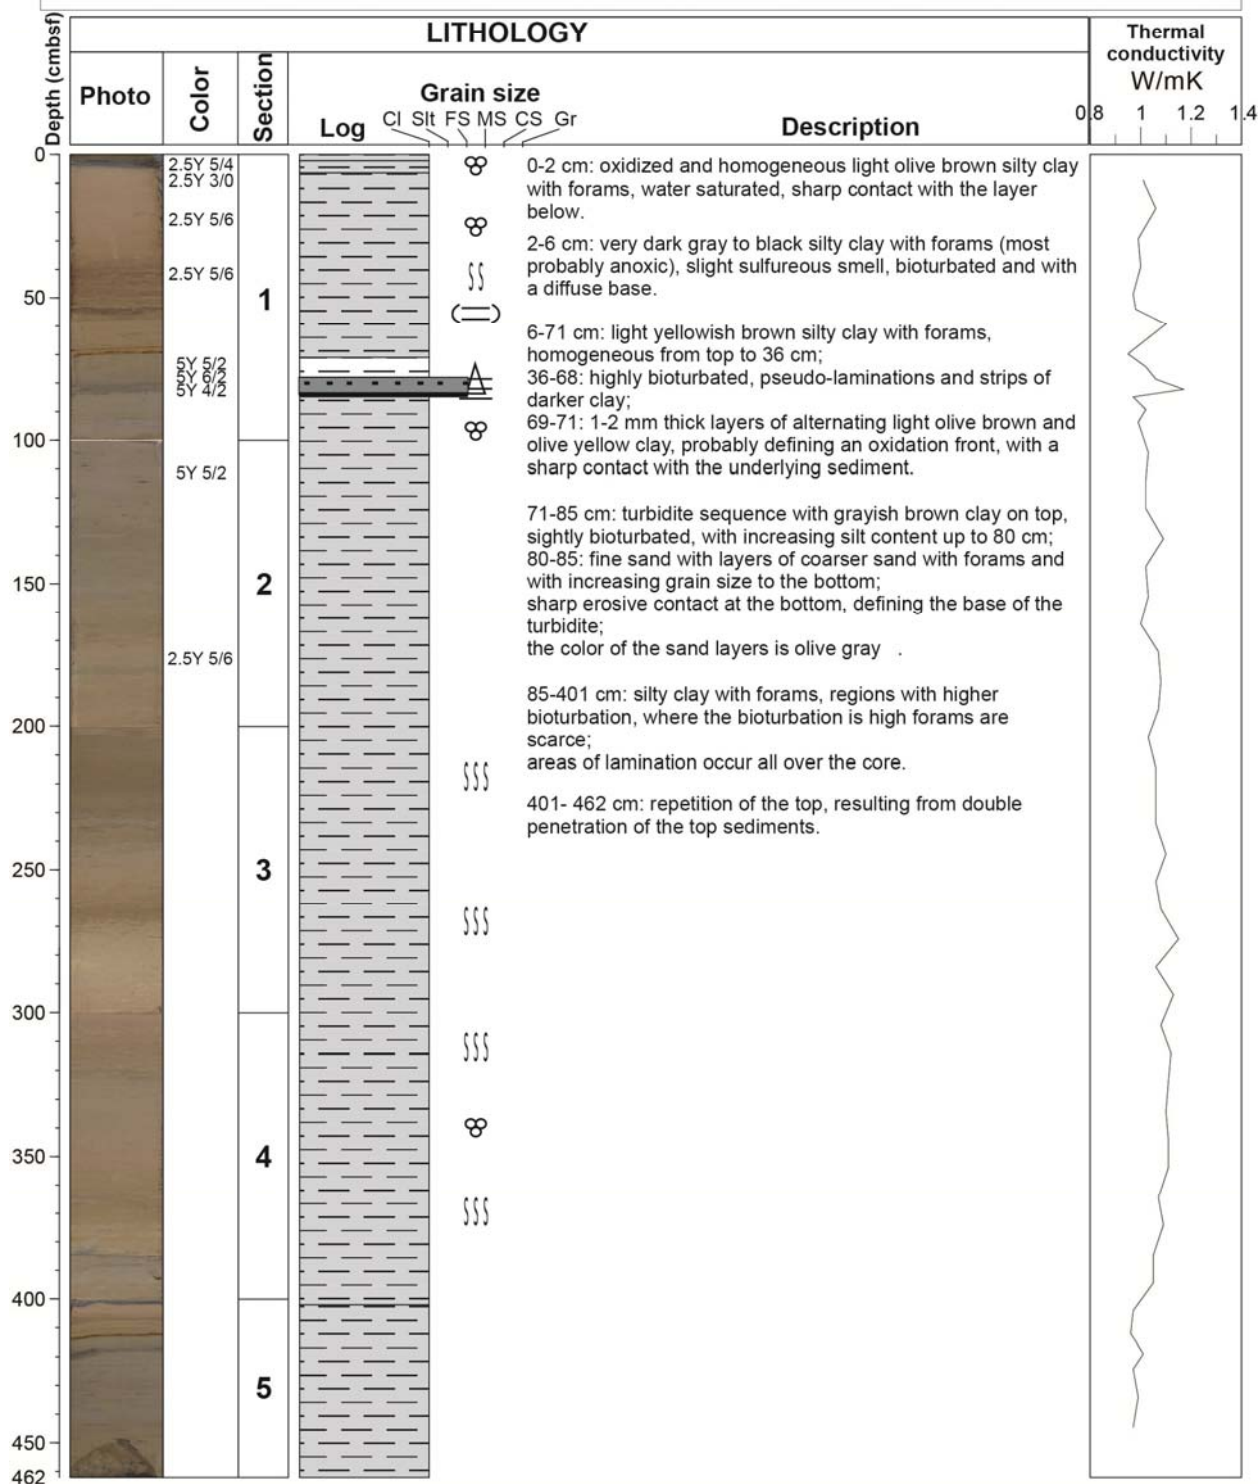 LITHOLOGY
Depth (cmbsf)
Photo
Color
Section
Log
Grain size
Cl Slt FS MS CS Gr
Description
Thermal
conductivity
W/mK
0.8 1 1.2 1.4
0
50
100
150
200
250
300
350
400
450
462
2.5Y 5/4
2.5Y 3/0
2.5Y 5/6
2.5Y 5/6
5Y 5/2
5Y 6/2
5Y 4/2
5Y 5/2
2.5Y 5/6
1
2
3
4
5
0-2 cm: oxidized and homogeneous light olive brown silty clay
with forams, water saturated, sharp contact with the layer
below.
2-6 cm: very dark gray to black silty clay with forams (most
probably anoxic), slight sulfureous smell, bioturbated and with
a diffuse base.
6-71 cm: light yellowish brown silty clay with forams,
homogeneous from top to 36 cm;
36-68: highly bioturbated, pseudo-laminations and strips of
darker clay;
69-71: 1-2 mm thick layers of alternating light olive brown and
olive yellow clay, probably defining an oxidation front, with a
sharp contact with the underlying sediment.
71-85 cm: turbidite sequence with grayish brown clay on top,
sightly bioturbated, with increasing silt content up to 80 cm;
80-85: fine sand with layers of coarser sand with forams and
with increasing grain size to the bottom;
sharp erosive contact at the bottom, defining the base of the
turbidite;
the color of the sand layers is olive gray .
85-401 cm: silty clay with forams, regions with higher
bioturbation, where the bioturbation is high forams are
scarce;
areas of lamination occur all over the core.
401- 462 cm: repetition of the top, resulting from double
penetration of the top sediments.